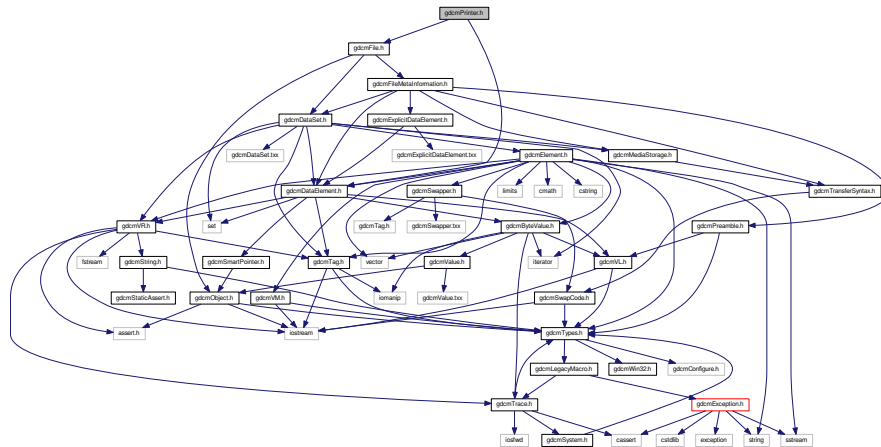 gdcmPrinter.h
gdcmFile.h
gdcmFileMetaInformation.h
gdcmDataSet.h
gdcmExplicitDataElement.h
gdcmDataSet.txx
gdcmExplicitDataElement.txx
gdcmElement.h
gdcmMediaStorage.h
gdcmDataElement.h
gdcmSwapper.h
limits
cmath
cstring
gdcmTransferSyntax.h
gdcmVR.h
set
gdcmTag.h
gdcmSwapper.txx
gdcmByteValue.h
gdcmPreamble.h
fstream
gdcmString.h
gdcmSmartPointer.h
gdcmTag.h
vector
gdcmValue.h
iterator
gdcmVL.h
gdcmStaticAssert.h
gdcmObject.h
gdcmVM.h
iomanip
gdcmValue.txx
gdcmSwapCode.h
assert.h
iostream
gdcmTypes.h
gdcmLegacyMacro.h
gdcmWin32.h
gdcmConfigure.h
gdcmTrace.h
gdcmException.h
iosfwd
gdcmSystem.h
cassert
cstdlib
exception
string
sstream